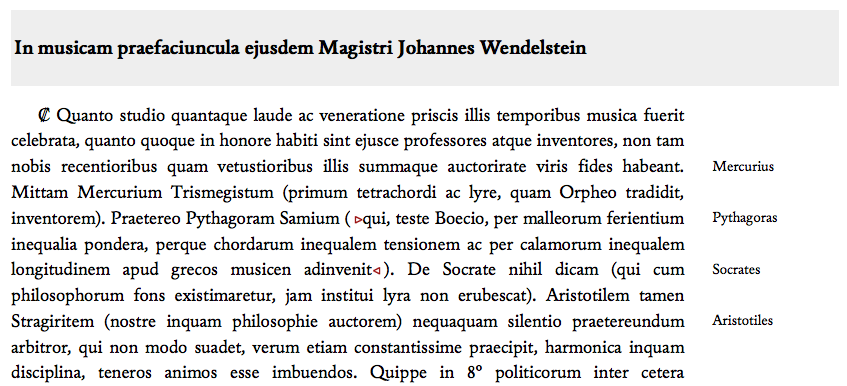 In musicam praefaciuncula ejusdem Magistri Johannes Wendelstein
₡ Quanto studio quantaque laude ac veneratione priscis illis temporibus musica fuerit
celebrata, quanto quoque in honore habiti sint ejusce professores atque inventores, non tam
nobis recentioribus quam vetustioribus illis summaque auctorirate viris fides habeant.
Mercurius
Mittam Mercurium Trismegistum (primum tetrachordi ac lyre, quam Orpheo tradidit,
inventorem). Praetereo Pythagoram Samium ( ▹qui, teste Boecio, per malleorum ferientium
Pythagoras
inequalia pondera, perque chordarum inequalem tensionem ac per calamorum inequalem
longitudinem apud grecos musicen adinvenit◃). De Socrate nihil dicam (qui cum
Socrates
philosophorum fons existimaretur, jam institui lyra non erubescat). Aristotilem tamen
Stragiritem (nostre inquam philosophie auctorem) nequaquam silentio praetereundum
Aristotiles
arbitror, qui non modo suadet, verum etiam constantissime praecipit, harmonica inquam
disciplina, teneros animos esse imbuendos. Quippe in 8º politicorum inter cetera